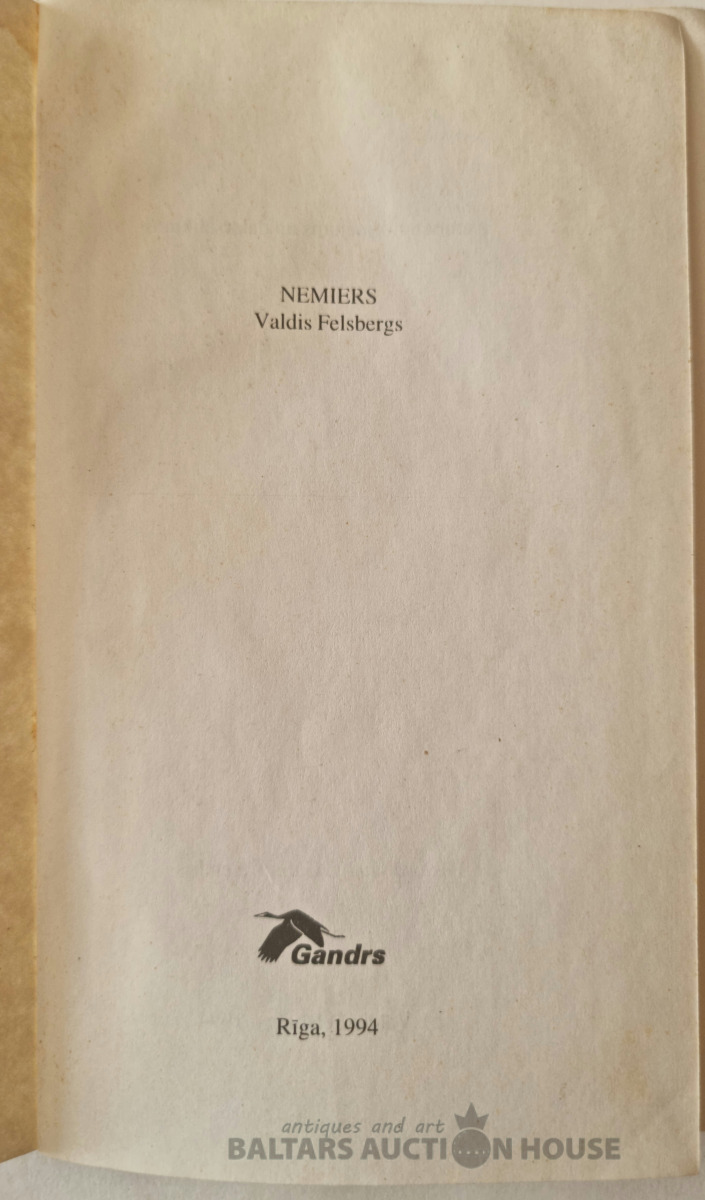 NEMIERS
Valdis Felsbergs
Gandrs
Rīga, 1994
antiques and art
BALTARS AUCTION HOUSE